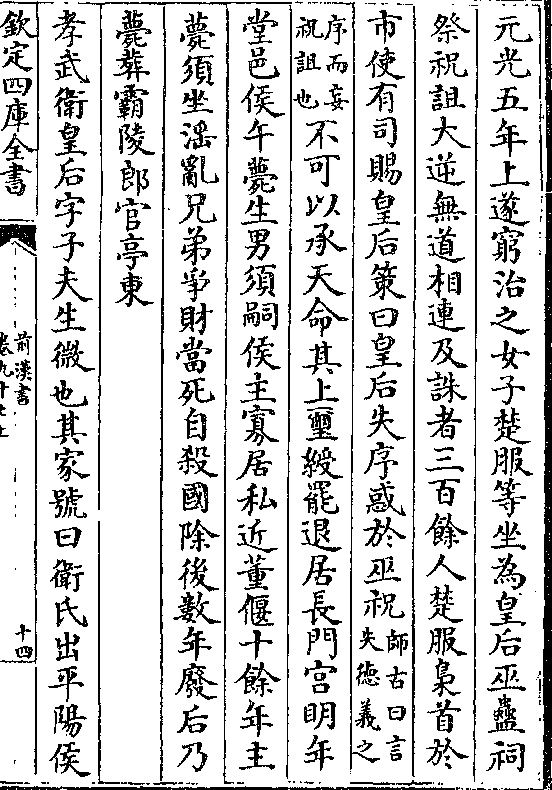 元光五年上遂窮治之女子楚服等坐為皇后巫蠱祠
祭祝詛大逆無道相連及誅者三百餘人楚服梟首於
市使有司賜皇后策曰皇后失序惑於巫祝師古曰言失德義之
序而妄祝詛也不可以承天命其上璽綬罷退居長門宮明年
堂邑侯午薨生男須嗣侯主寡居私近董偃十餘年主
薨須坐淫亂兄弟爭財當死自殺國除後數年廢后乃
薨葬霸陵郎官亭東
孝武衛皇后字子夫生微也其家號曰衛氏出平陽侯
欽定四庫全書
前漢書
卷九十七上
十四